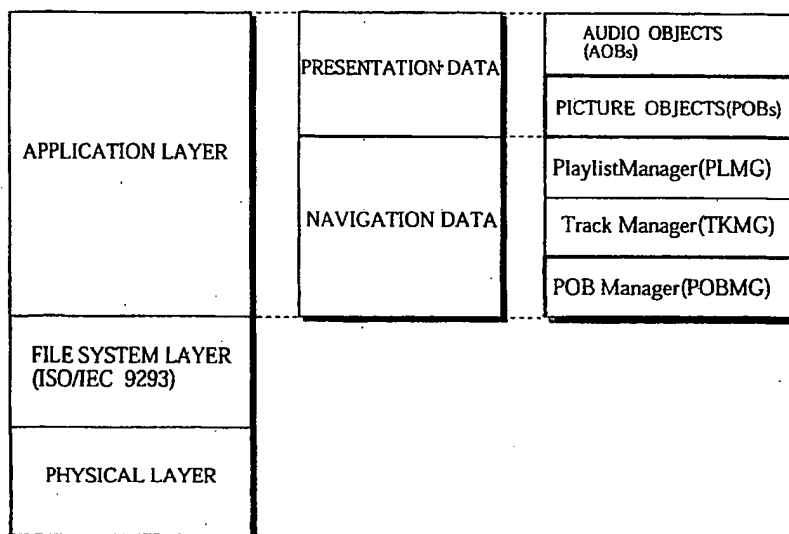 APPLICATION LAYER
FILE SYSTEM LAYER
(ISO/IEC 9293)
PHYSICAL LAYER
PRESENTATION DATA
NAVIGATION DATA
AUDIO OBJECTS
(AOBs)
PICTURE OBJECTS(POBs)
PlaylistManager(PLMG)
Track Manager(TKMG)
POB Manager(POBMG)